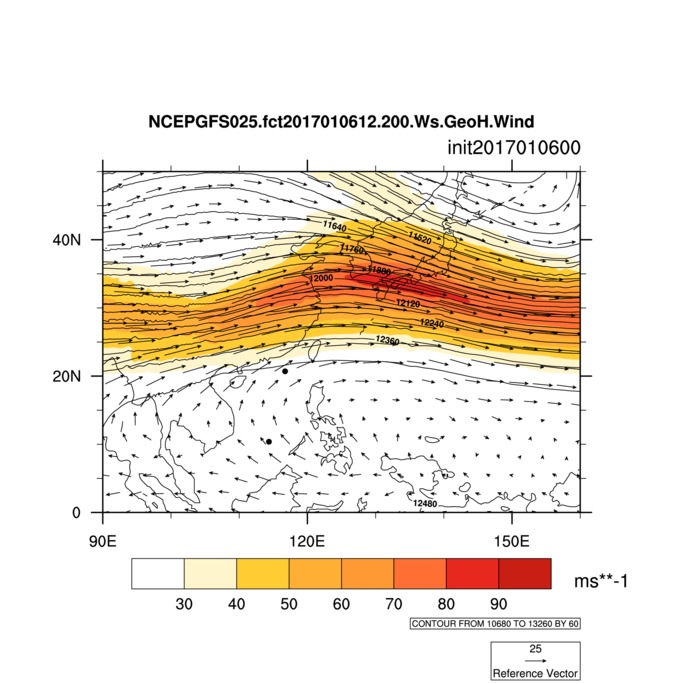 NCEPGFS025.fct2017010612.200.Ws.GeoH.Wind
init2017010600
40N
20N
0
11640
11520
11760
11880
12000
12120
12240
12360
12480
90E 120E 150E
30 40 50 60 70 80 90
ms**-1
CONTOUR FROM 10680 TO 13260 BY 60
25
Reference Vector